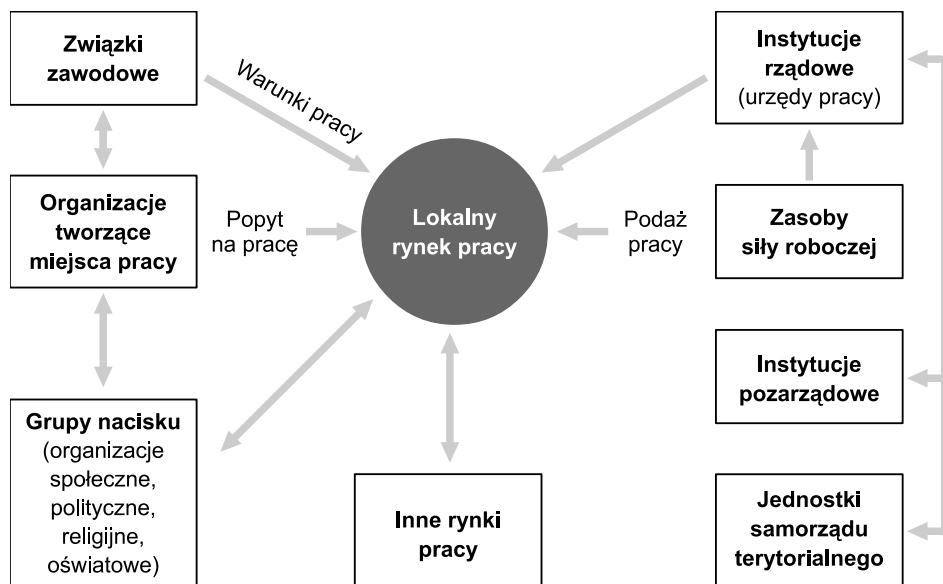 Związki
zawodowe
Warunki pracy
Instytucje
rządowe
(urzędy pracy)
Organizacje
tworzące
miejsca pracy
Popyt
na pracę
Lokalny
rynek pracy
Podaż
pracy
Zasoby
siły roboczej
Instytucje
pozarządowe
Grupy nacisku
(organizacje
społeczne,
polityczne,
religijne,
oświatowe)
Inne rynki
pracy
Jednostki
samorządu
terytorialnego